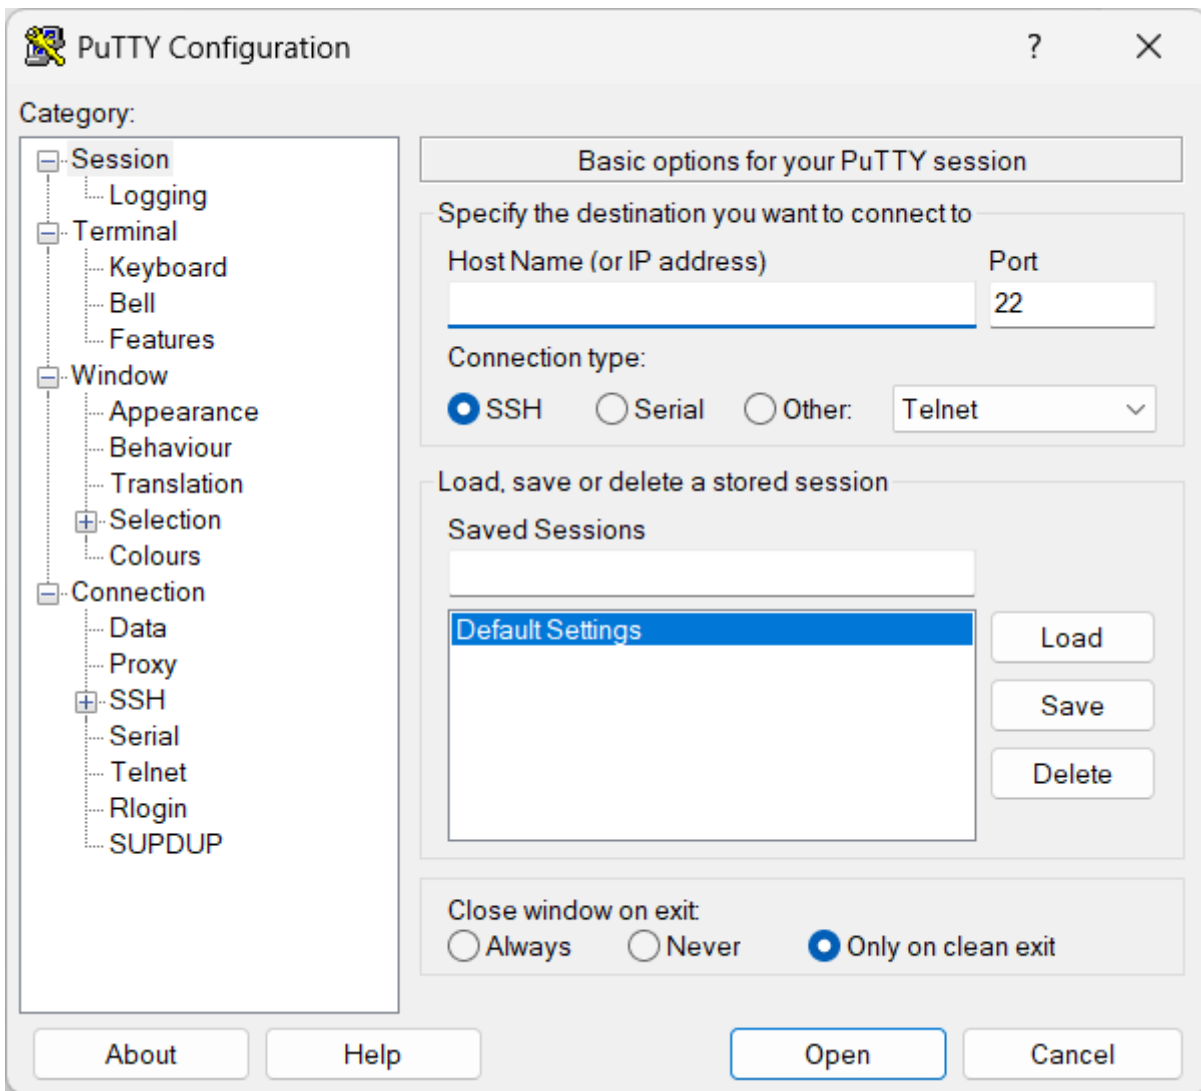 PuTTY Configuration
?
Category:
Session
Logging
Terminal
Keyboard
Bell
Features
Window
Appearance
Behaviour
Translation
Selection
Colours
Connection
Data
Proxy
SSH
Serial
Telnet
Rlogin
SUPDUP
Basic options for your PuTTY session
Specify the destination you want to connect to
Host Name (or IP address) Port
22
Connection type:
SSH Serial Other: Telnet
Load, save or delete a stored session
Saved Sessions
Default Settings
Load
Save
Delete
Close window on exit:
Always Never Only on clean exit
About Help Open Cancel